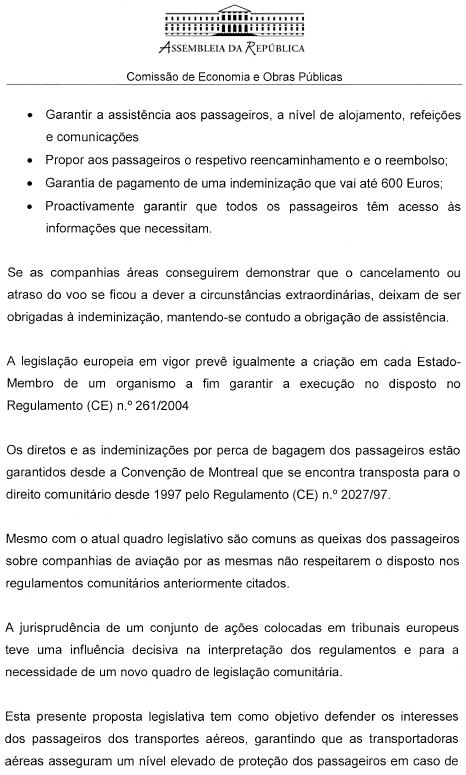 ASSEMBLEIA DA REPÚBLICA
Comissão de Economia e Obras Públicas
• Garantir a assistência aos passageiros, a nível de alojamento, refeições
e comunicações
• Propor aos passageiros o respetivo reencaminhamento e o reembolso;
• Garantia de pagamento de uma indeminização que vai até 600 Euros;
• Proactivamente garantir que todos os passageiros têm acesso às
informações que necessitam.
Se as companhias áreas conseguirem demonstrar que o cancelamento ou
atraso do voo se ficou a dever a circunstâncias extraordinárias, deixam de ser
obrigadas à indeminização, mantendo-se contudo a obrigação de assistência.
A legislação europeia em vigor prevê igualmente a criação em cada Estado-
Membro de um organismo a fim garantir a execução no disposto no
Regulamento (CE) n.º 261/2004
Os diretos e as indeminizações por perca de bagagem dos passageiros estão
garantidos desde a Convenção de Montreal que se encontra transposta para o
direito comunitário desde 1997 pelo Regulamento (CE) n.º 2027/97.
Mesmo com o atual quadro legislativo são comuns as queixas dos passageiros
sobre companhias de aviação por as mesmas não respeitarem o disposto nos
regulamentos comunitários anteriormente citados.
A jurisprudência de um conjunto de ações colocadas em tribunais europeus
teve uma influência decisiva na interpretação dos regulamentos e para a
necessidade de um novo quadro de legislação comunitária.
Esta presente proposta legislativa tem como objetivo defender os interesses
dos passageiros dos transportes aéreos, garantindo que as transportadoras
aéreas asseguram um nível elevado de proteção dos passageiros em caso de